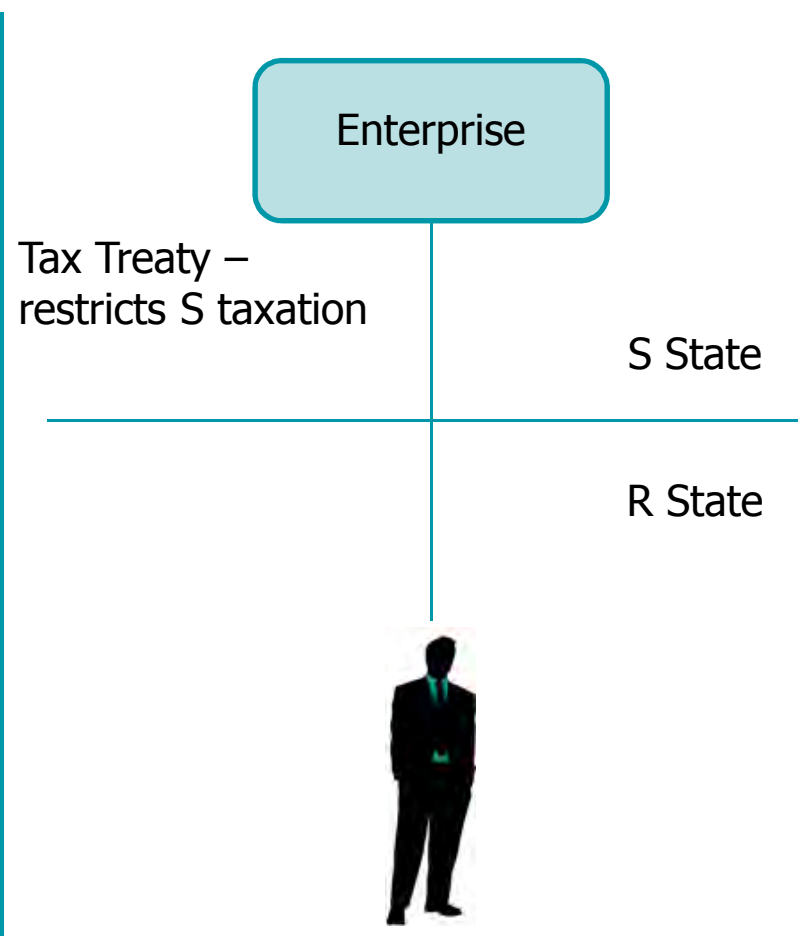 Enterprise
Tax Treaty –
restricts S taxation
S State
R State